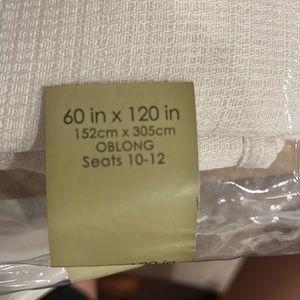 60 in x 120 in
152cm x 305cm
OBLONG
Seats 10-12